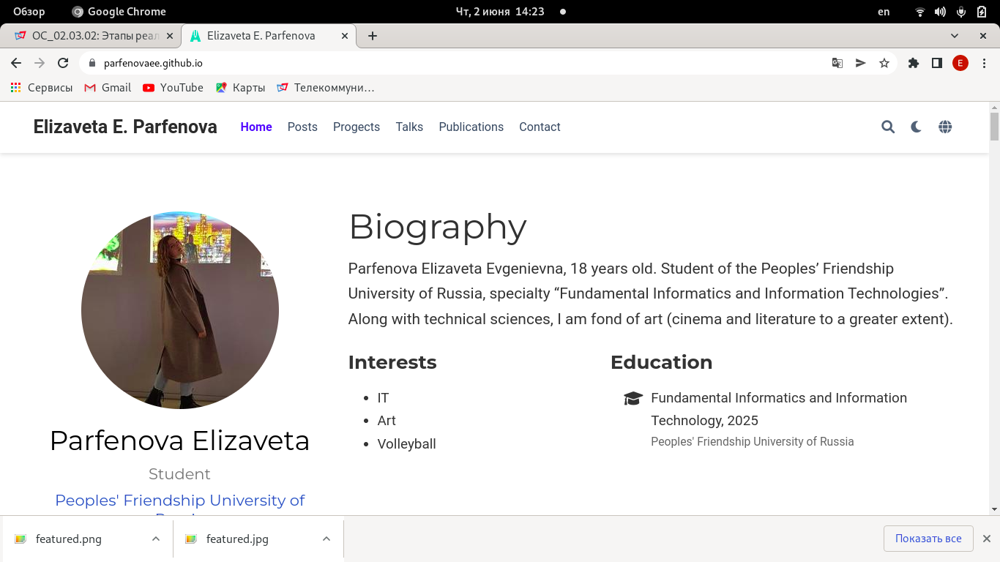 Обзор Google Chrome Чт, 2 июня 14:23 en
ОС_02.03.02: Этапы реал Elizaveta E. Parfenova
parfenovaee.github.io E
Сервисы Gmail YouTube Карты Телекоммуни…
Elizaveta E. Parfenova Home Posts Progects Talks Publications Contact
Biography
Parfenova Elizaveta Evgenievna, 18 years old. Student of the Peoples’ Friendship
University of Russia, specialty “Fundamental Informatics and Information Technologies”.
Along with technical sciences, I am fond of art (cinema and literature to a greater extent).
Interests
IT
Art
Volleyball
Education
Fundamental Informatics and Information
Technology, 2025
Peoples' Friendship University of Russia
Parfenova Elizaveta
Student
Peoples' Friendship University of
featured.png featured.jpg Показать все